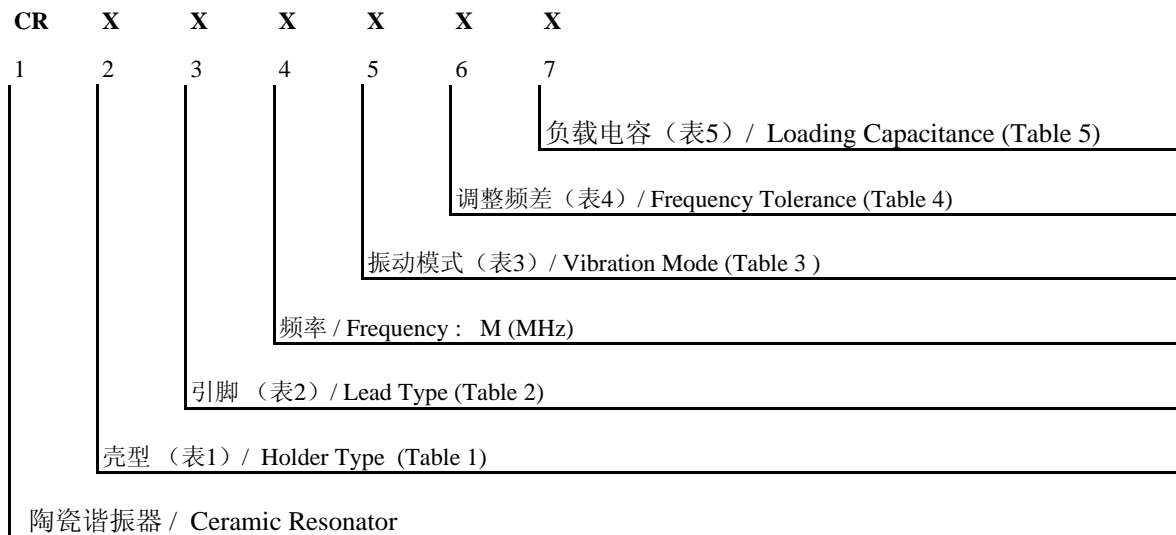 CR X X X X X X
1 2 3 4 5 6 7
负载电容（表5）/ Loading Capacitance (Table 5)
调整频差（表4）/ Frequency Tolerance (Table 4)
振动模式（表3）/ Vibration Mode (Table 3 )
频率 / Frequency : M (MHz)
引脚 （表2）/ Lead Type (Table 2)
壳型 （表1）/ Holder Type (Table 1)
陶瓷谐振器 / Ceramic Resonator